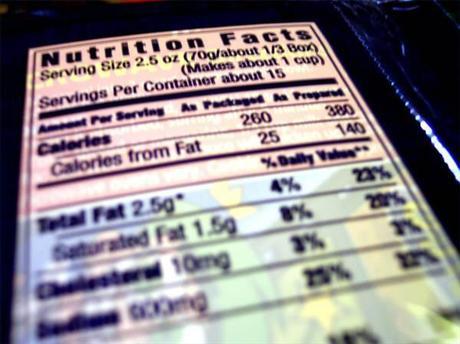 Nutrition Facts
Serving Size 2.5 oz (70g/about 1/3 Box)
(Makes about 1 cup)
Servings Per Container about 15
Amount Per Serving As Packaged As Prepared
Calories 260 380
Calories from Fat 25 140
% Daily Value**
Total Fat 2.5g* 4% 23%
Saturated Fat 1.5g 8% 20%
Cholesterol 10mg 3% 3%
Sodium 25%